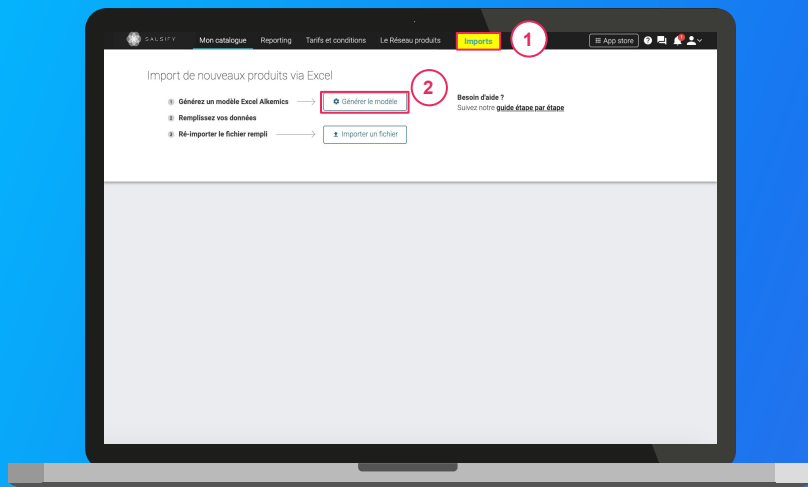 SALSIFY Mon catalogue Reporting Tarifs et conditions Le Réseau produits Imports 1 App store
Import de nouveaux produits via Excel
2
1 Générez un modèle Excel Alkemics Générer le modèle
Besoin d'aide ?
Suivez notre guide étape par étape
2 Remplissez vos données
3 Ré-importer le fichier rempli Importer un fichier